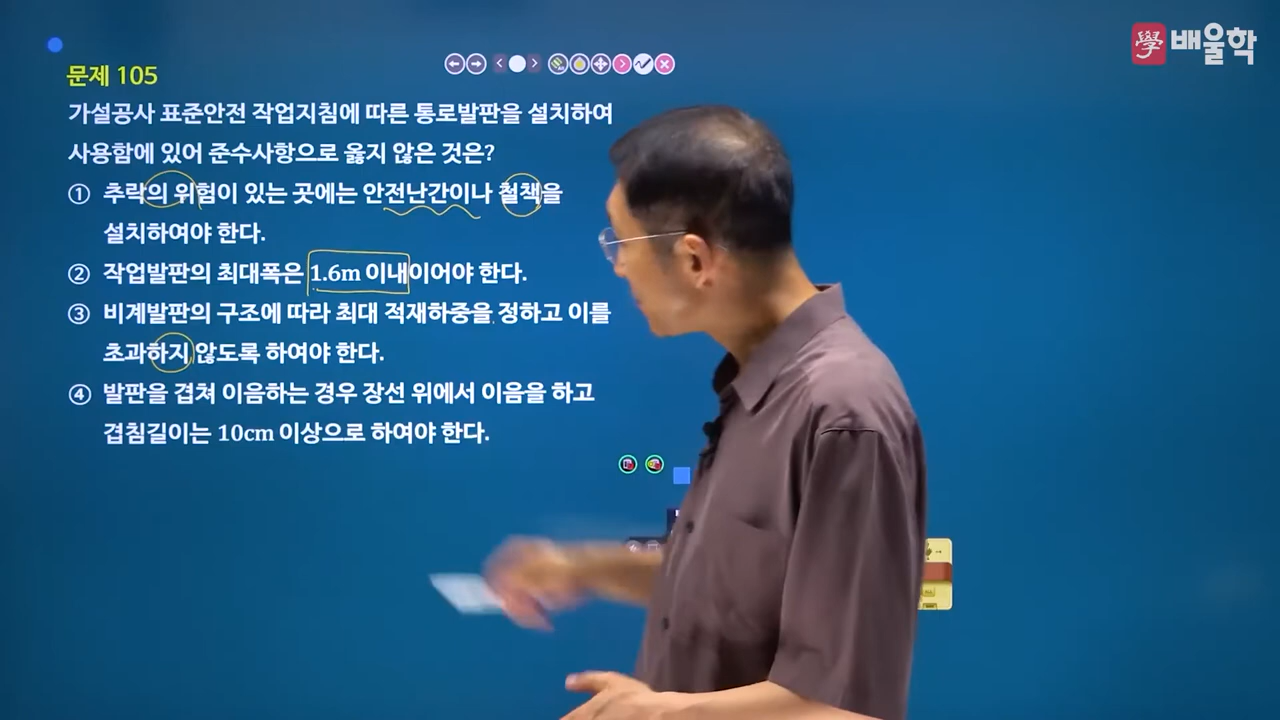 學 배울학
문제 105
가설공사 표준안전 작업지침에 따른 통로발판을 설치하여
사용함에 있어 준수사항으로 옳지 않은 것은?
① 추락의 위험이 있는 곳에는 안전난간이나 철책을
설치하여야 한다.
② 작업발판의 최대폭은 1.6m 이내이어야 한다.
③ 비계발판의 구조에 따라 최대 적재하중을 정하고 이를
초과하지 않도록 하여야 한다.
④ 발판을 겹쳐 이음하는 경우 장선 위에서 이음을 하고
겹침길이는 10cm 이상으로 하여야 한다.